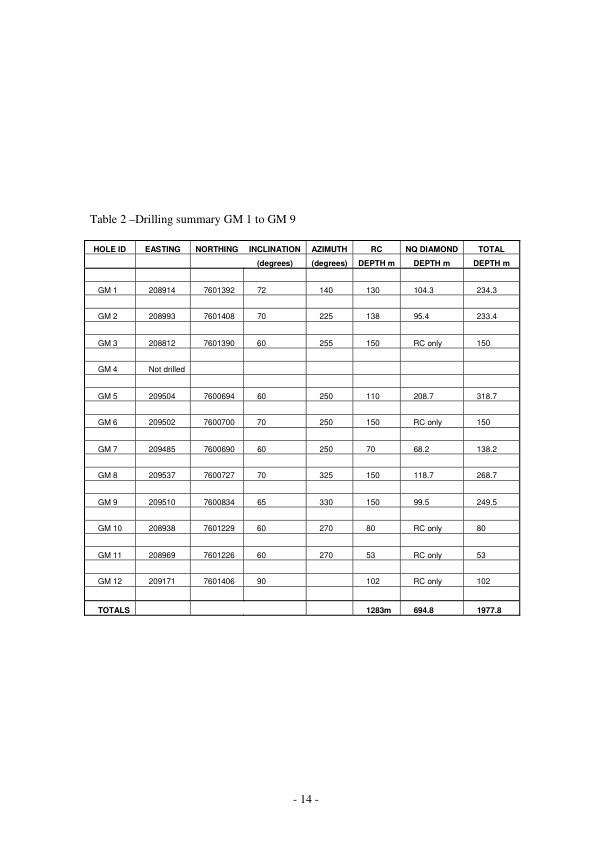 Table 2 –Drilling summary GM 1 to GM 9
HOLE ID EASTING NORTHING INCLINATION AZIMUTH RC NQ DIAMOND TOTAL
(degrees) (degrees) DEPTH m DEPTH m DEPTH m
GM 1 208914 7601392 72 140 130 104.3 234.3
GM 2 208993 7601408 70 225 138 95.4 233.4
GM 3 208812 7601390 60 255 150 RC only 150
GM 4 Not drilled
GM 5 209504 7600694 60 250 110 208.7 318.7
GM 6 209502 7600700 70 250 150 RC only 150
GM 7 209485 7600690 60 250 70 68.2 138.2
GM 8 209537 7600727 70 325 150 118.7 268.7
GM 9 209510 7600834 65 330 150 99.5 249.5
GM 10 208938 7601229 60 270 80 RC only 80
GM 11 208969 7601226 60 270 53 RC only 53
GM 12 209171 7601406 90 102 RC only 102
TOTALS 1283m 694.8 1977.8
- 14 -